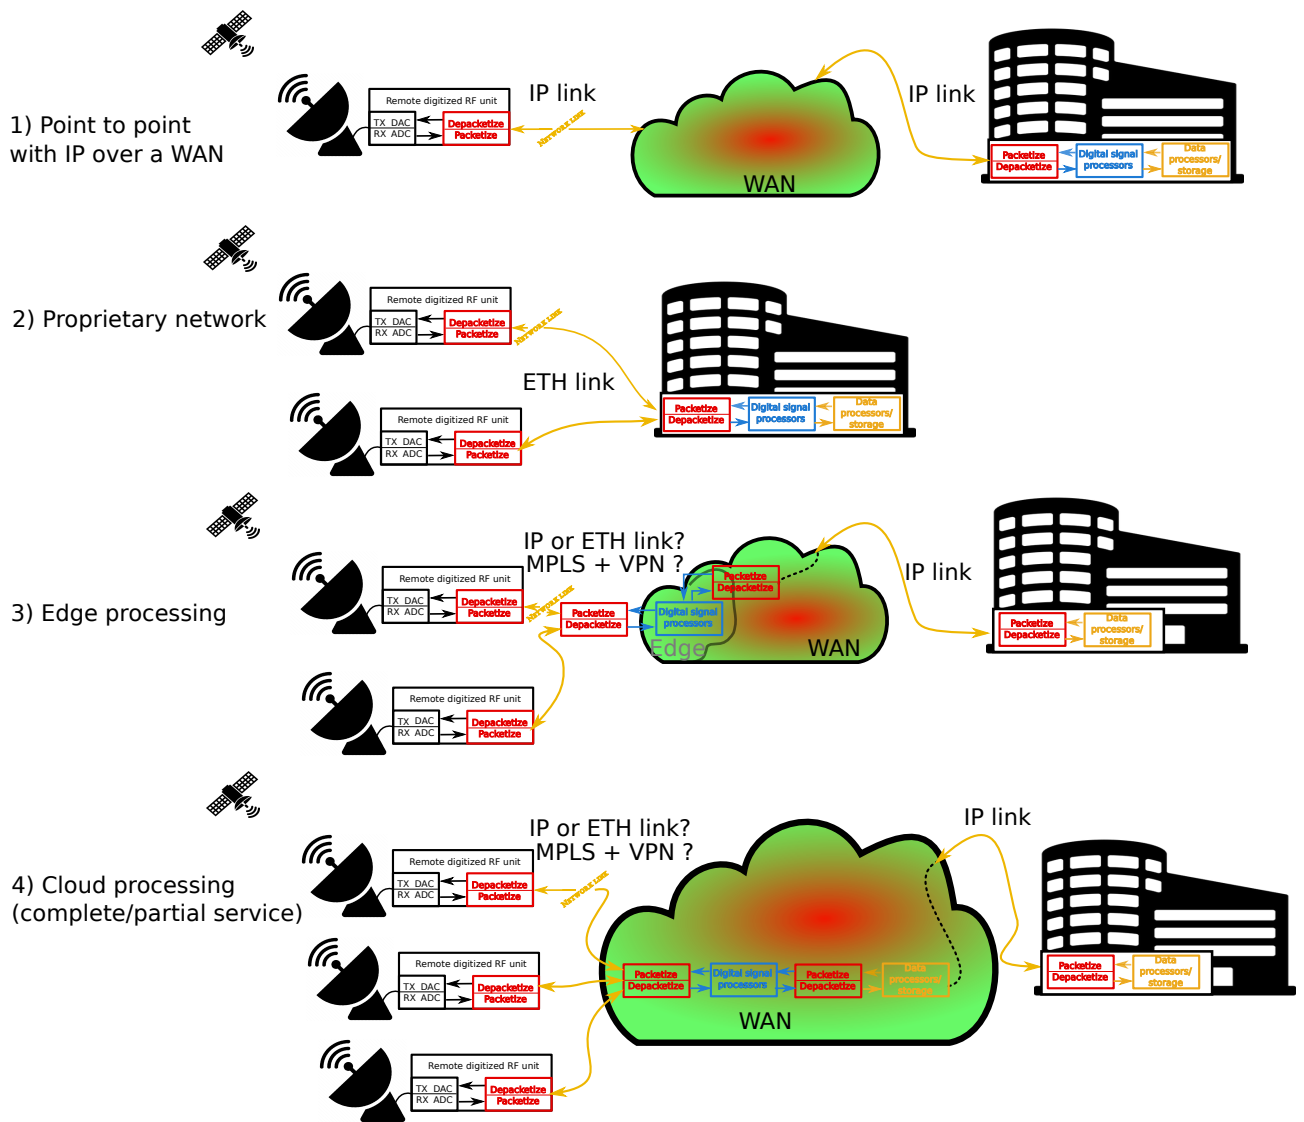 1) Point to point
with IP over a WAN
Remote digitized RF unit
TX DAC
RX ADC
Depacketize
Packetize
IP link
Network link
WAN
IP link
Packetize
Depacketize
Digital signal
processors
Data
processors/
storage
2) Proprietary network
Remote digitized RF unit
TX DAC
RX ADC
Depacketize
Packetize
Network link
ETH link
Remote digitized RF unit
TX DAC
RX ADC
Depacketize
Packetize
Packetize
Depacketize
Digital signal
processors
Data
processors/
storage
3) Edge processing
Remote digitized RF unit
TX DAC
RX ADC
Depacketize
Packetize
IP or ETH link?
MPLS + VPN ?
Network link
Packetize
Depacketize
Digital signal
processors
Packetize
Depacketize
Edge
WAN
IP link
Packetize
Depacketize
Data
processors/
storage
Remote digitized RF unit
TX DAC
RX ADC
Depacketize
Packetize
4) Cloud processing
(complete/partial service)
Remote digitized RF unit
TX DAC
RX ADC
Depacketize
Packetize
IP or ETH link?
MPLS + VPN ?
Network link
Remote digitized RF unit
TX DAC
RX ADC
Depacketize
Packetize
Remote digitized RF unit
TX DAC
RX ADC
Depacketize
Packetize
Packetize
Depacketize
Digital signal
processors
Packetize
Depacketize
Data
processors/
storage
WAN
IP link
Packetize
Depacketize
Data
processors/
storage